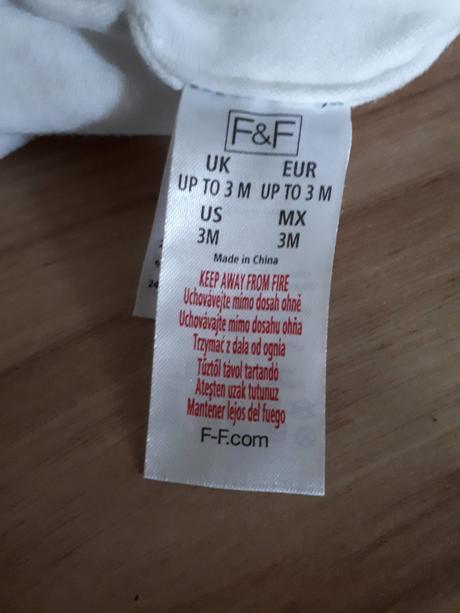 F&F
UK EUR
UP TO 3 M UP TO 3 M
US MX
3M 3M
Made in China
KEEP AWAY FROM FIRE
Uchovávejte mimo dosah ohně
Uchovávajte mimo dosahu ohňa
Trzymać z dala od ognia
Tűztől távol tartandó
Ateşten uzak tutunuz
Mantener lejos del fuego
F-F.com
24